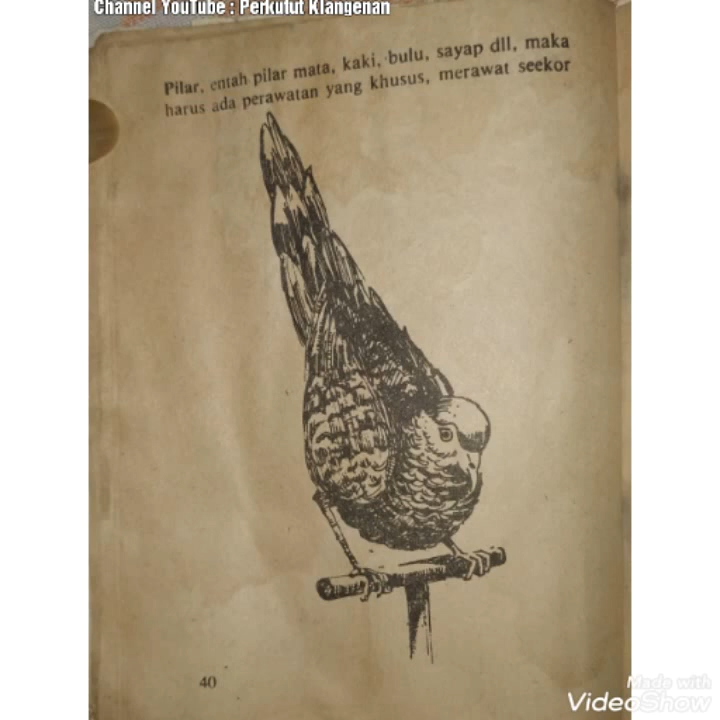 Channel YouTube : Perkutut Klangenan
Pilar, entah pilar mata, kaki, bulu, sayap dll, maka
harus ada perawatan yang khusus, merawat seekor
40
Made with
VideoShow